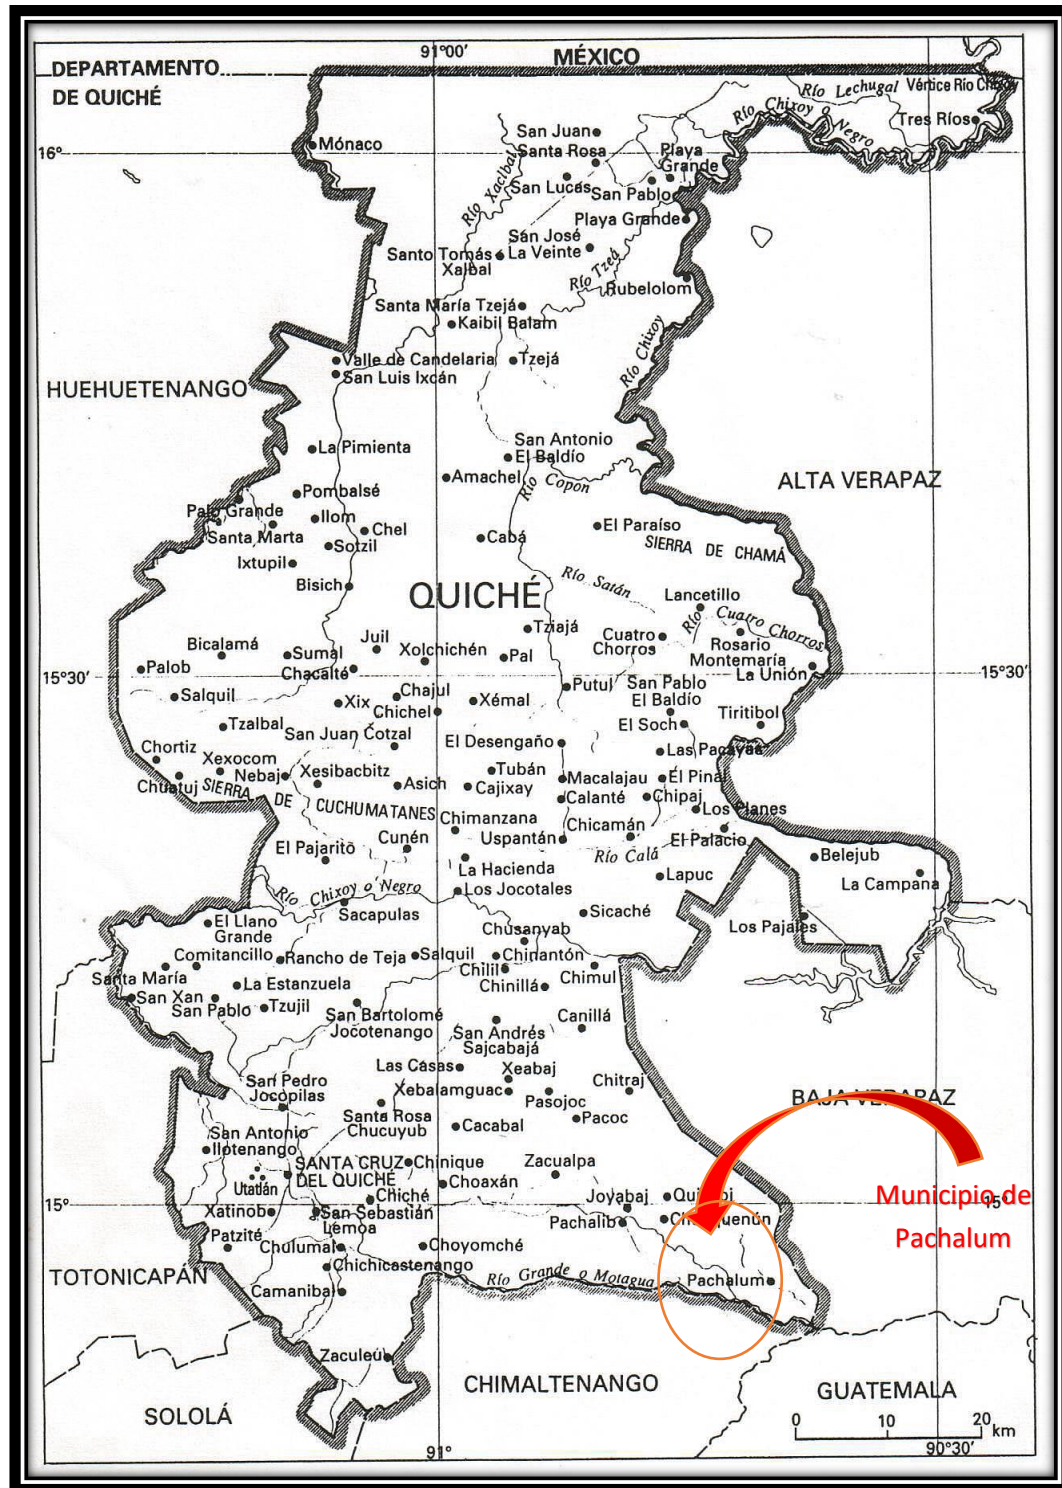 91°00'
MÉXICO
DEPARTAMENTO
DE QUICHÉ
Río Lechugal
Vértice Río Chixoy
Río Chixoy o Negro
Tres Ríos
San Juan
Mónaco
16°
Santa Rosa
Playa
Grande
Río Xaclbal
San Lucas
San Pablo
Playa Grande
San José
La Veinte
Santo Tomás
Xalbal
Río Tzeá
Rubelolom
Santa María Tzejá
Kaibil Balam
Río Chixoy
Valle de Candelaria
Tzejá
San Luis Ixcán
HUEHUETENANGO
San Antonio
El Baldío
La Pimienta
Amachel
Río Copon
ALTA VERAPAZ
Pombalsé
Palo Grande
Ilom
Santa Marta
Chel
El Paraíso
Sotzil
Cabá
SIERRA DE CHAMÁ
Ixtupil
Río Satán
Bisich
QUICHÉ
Lancetillo
Río Cuatro Chorros
Tziajá
Cuatro
Chorros
Rosario
Montemaría
Juil
Bicalamá
Sumal
Xolchichén
Pal
Palob
Chacalté
La Unión
15°30'
15°30'
Putul
San Pablo
El Baldío
Salquil
Chajul
Xix
Chichel
Xémal
El Soch
Tiritibol
Tzalbal
San Juan Cotzal
El Desengaño
Las Pacayas
Chortiz
Xexocom
Nebaj
Xesibacbitz
Tubán
Chuatuj
Asich
Cajixay
Macalajau
El Pinal
SIERRA DE CUCHUMATANES
Calanté
Chipaj
Los Planes
Chimanzana
Uspantán
Chicamán
El Palacio
El Pajarito
Cunén
Río Calá
Belejub
La Hacienda
Lapuc
La Campana
Río Chixoy o Negro
Los Jocotales
Sacapulas
Sicaché
Los Pajales
El Llano
Grande
Chusanyab
Comitancillo
Rancho de Teja
Salquil
Chinantón
Santa María
Chilil
Chimul
La Estanzuela
Chinillá
San Xan
San Pablo
Tzujil
San Bartolomé
Jocotenango
San Andrés
Sajcabajá
Canillá
Las Casas
Xeabaj
San Pedro
Jocopilas
Xebalamguac
Chitraj
BAJA VERAPAZ
Pasojoc
Santa Rosa
Chucuyub
Pacoc
Cacabal
San Antonio
Ilotenango
SANTA CRUZ
DEL QUICHÉ
Chinique
Zacualpa
Utatlán
Choaxán
Chiché
Joyabaj
15°
15°
Municipio de
Pachalum
Xatinob
San Sebastián
Lemoa
Pachalib
Patzité
Chulumal
Choyomché
Chichicastenango
TOTONICAPÁN
Río Grande o Motagua
Pachalum
Camanibal
Zaculeu
CHIMALTENANGO
GUATEMALA
SOLOLÁ
0 10 20 km
91°
90°30'